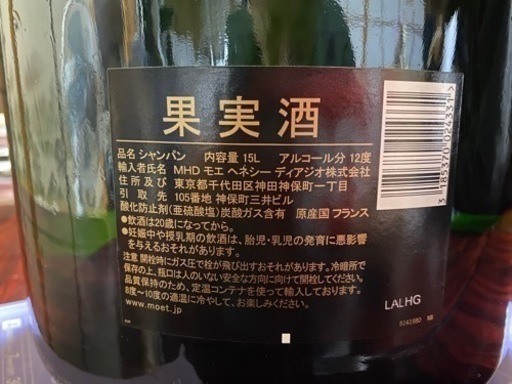 果実酒
品名 シャンパン 内容量 15L アルコール分 12度
輸入者氏名 MHD モエ ヘネシー ディアジオ株式会社
住所及び 東京都千代田区神田神保町一丁目
引取先 105番地 神保町三井ビル
酸化防止剤(亜硫酸塩)炭酸ガス含有 原産国 フランス
●飲酒は20歳になってから。
●妊娠中や授乳期の飲酒は、胎児・乳児の発育に悪影響
を与えるおそれがあります。
注意 開栓時にガス圧で栓が飛び出すおそれがあります。冷暗所で
保存の上、瓶口は人のいない安全な方向に向けて開栓してください。
品質保持のため、定温コンテナを使って輸入しております。
8度〜10度の適温に冷やして、お楽しみください。
www.moet.jp
LALHG